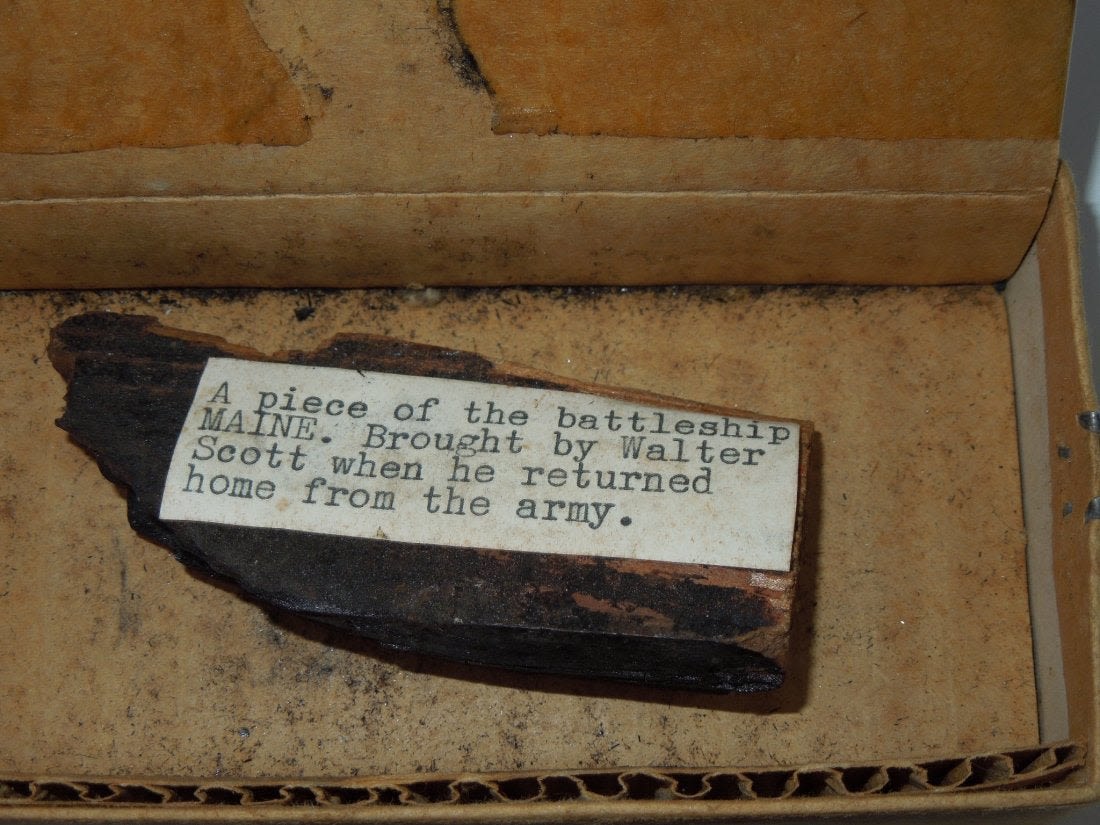 A piece of the battleship
MAINE. Brought by Walter
Scott when he returned
home from the army.